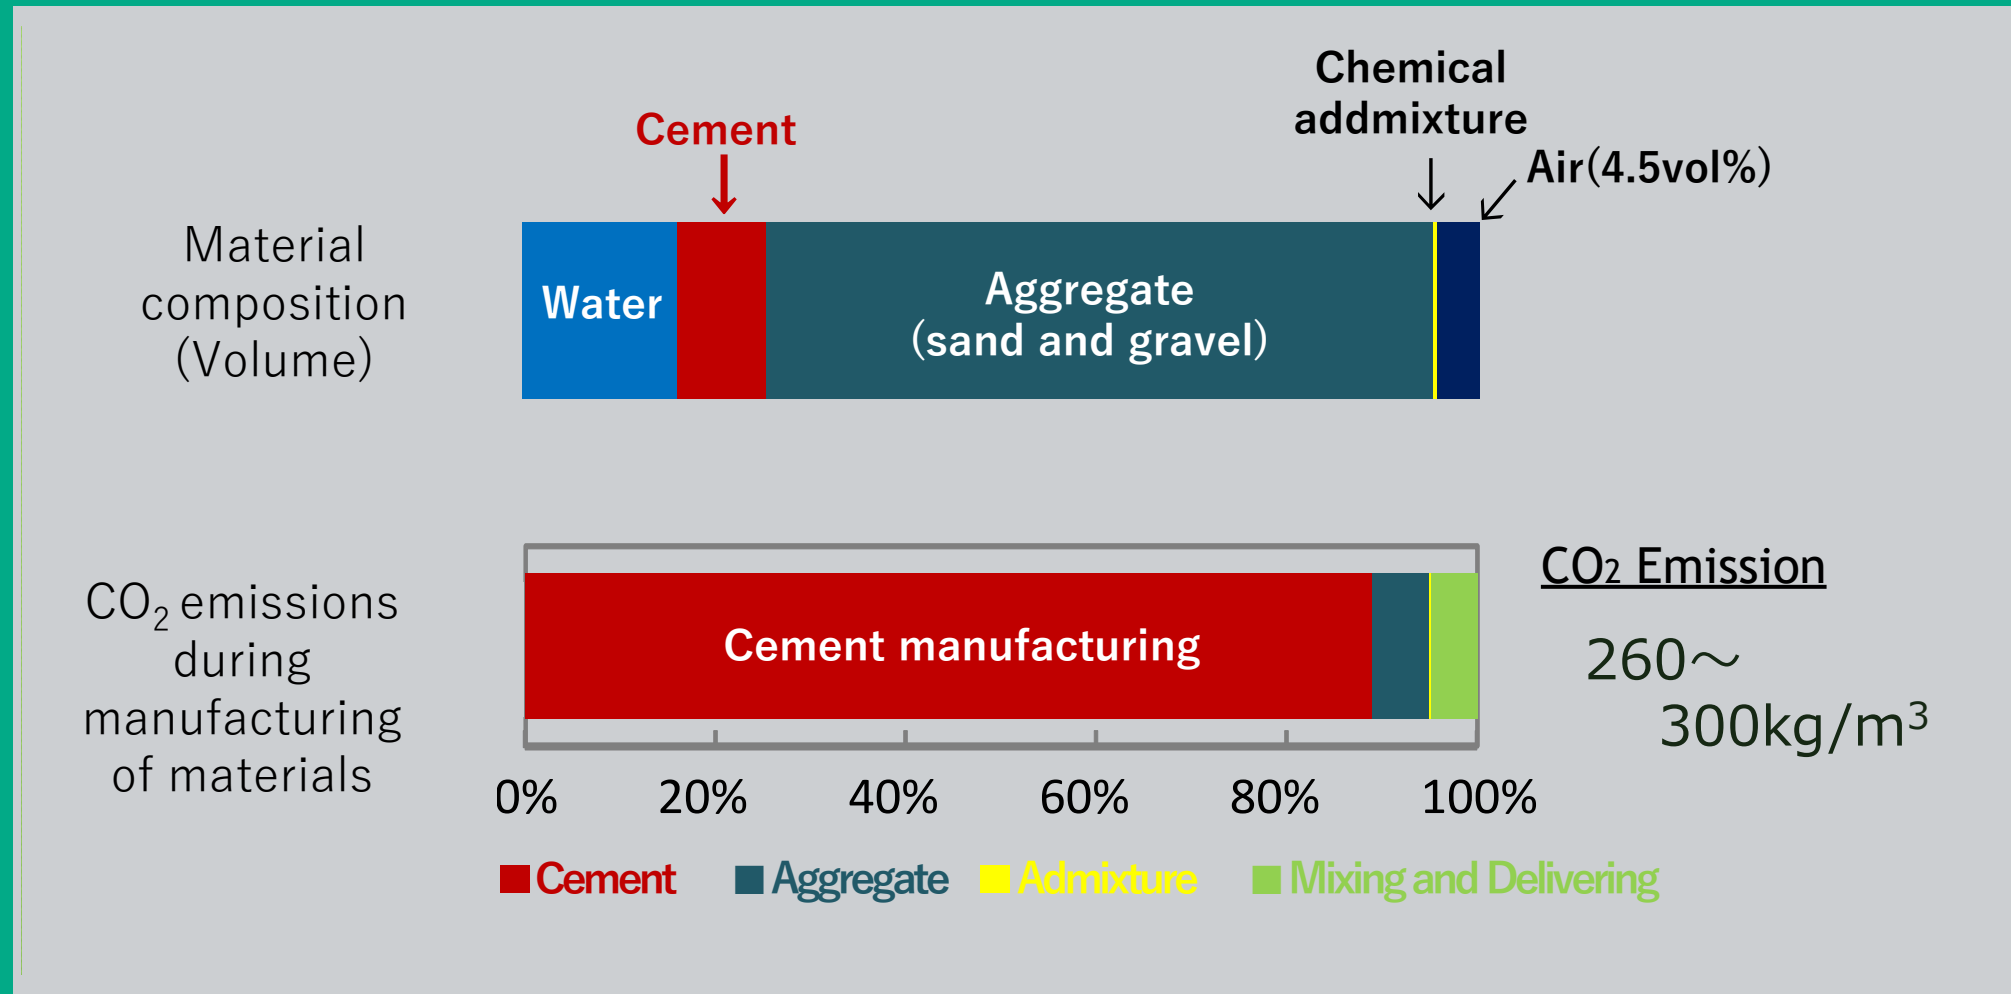 Chemical
addmixture
Cement
Air(4.5vol%)
Material
composition
(Volume)
Water
Aggregate
(sand and gravel)
CO₂ emissions
during
manufacturing
of materials
Cement manufacturing
CO₂ Emission
260～
300kg/m³
0% 20% 40% 60% 80% 100%
Cement Aggregate Admixture Mixing and Delivering